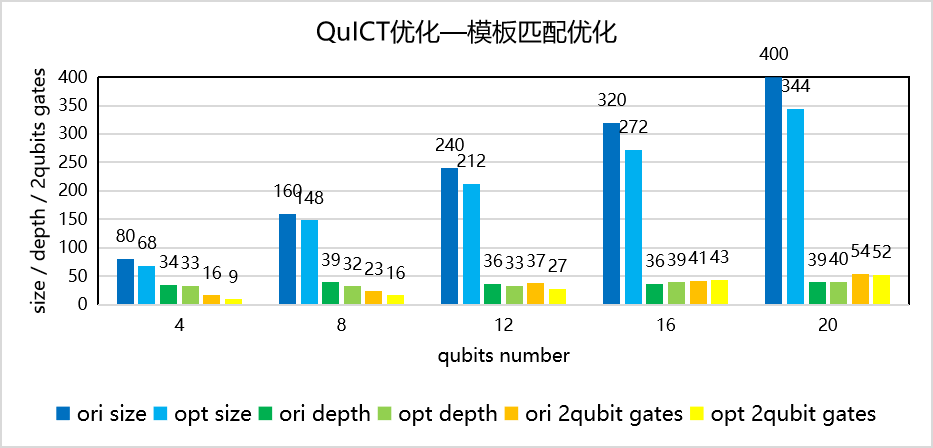 QuICT优化—模板匹配优化
size / depth / 2qubits gates
400
350
300
250
200
150
100
50
0
80 68 34 33 16 9
160 148 39 32 23 16
240 212 36 33 37 27
320 272 36 39 41 43
400 344 39 40 54 52
4 8 12 16 20
qubits number
ori size opt size ori depth opt depth ori 2qubit gates opt 2qubit gates